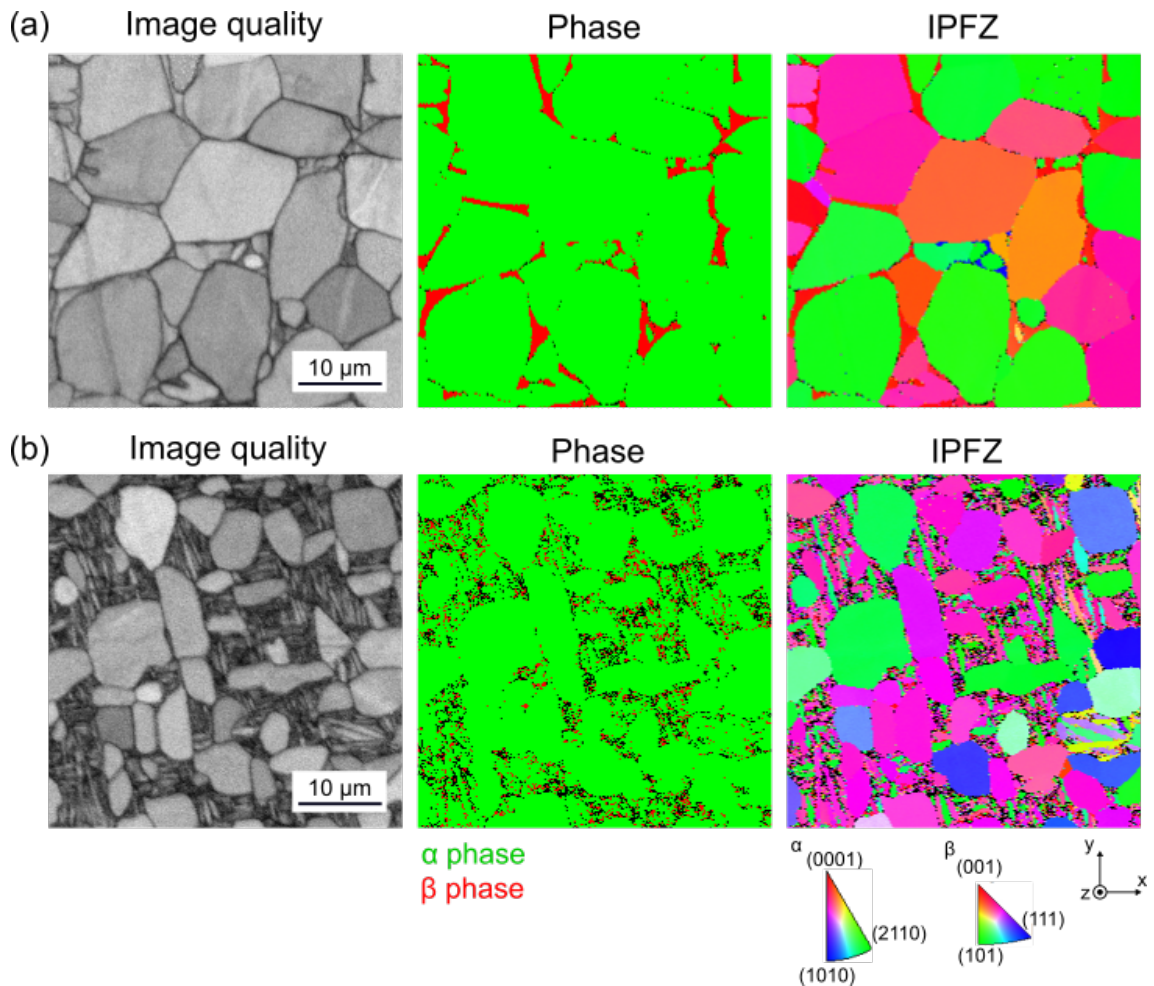 (a) Image quality Phase IPFZ
10 µm
(b) Image quality Phase IPFZ
10 µm
α phase
β phase
α (0001)
(2110)
(1010)
β (001)
(111)
(101)
y
z x